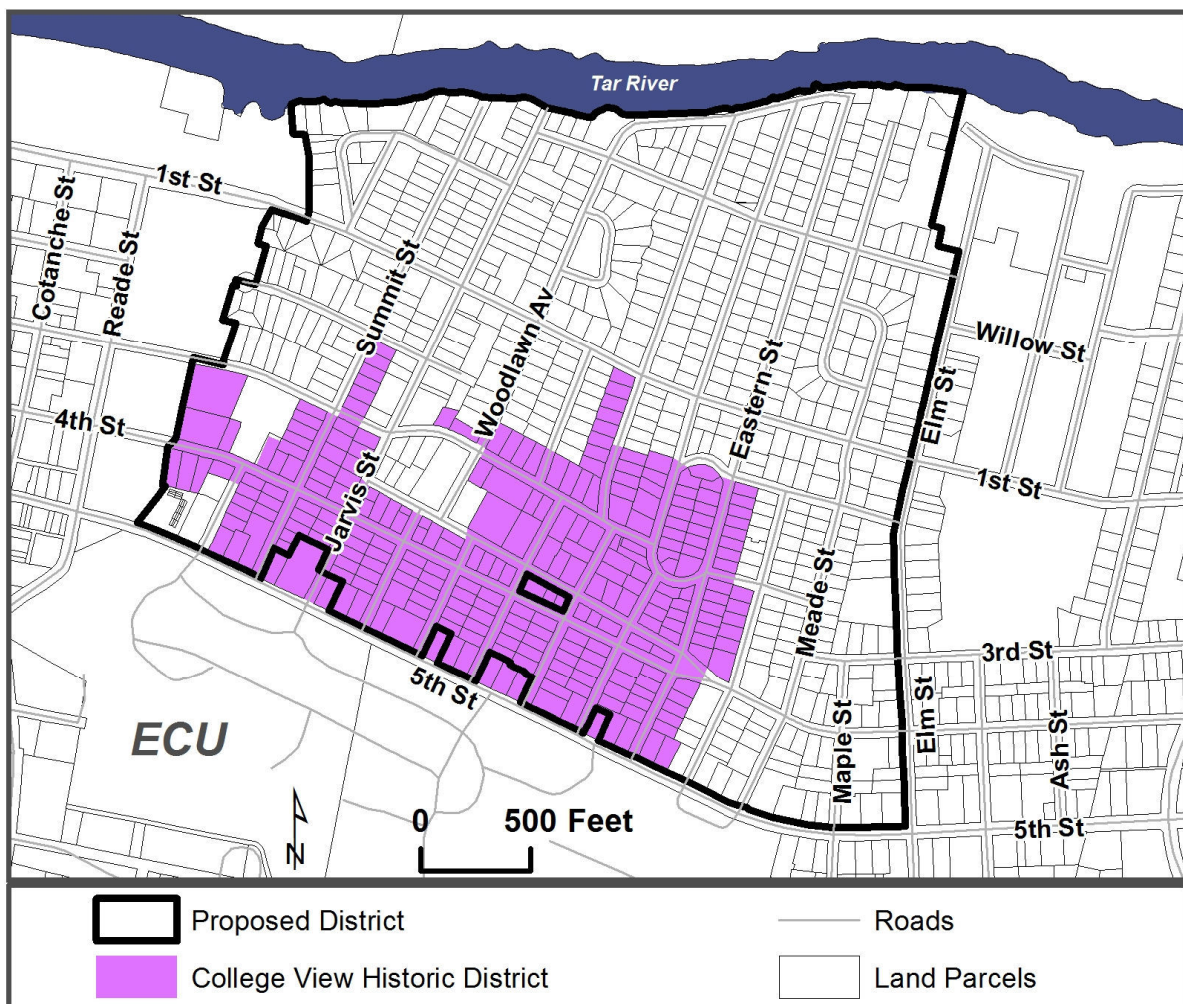 Tar River
1st St
Cotanche St
Reade St
Summit St
Woodlawn Av
Willow St
Eastern St
Elm St
4th St
1st St
Jarvis St
Meade St
3rd St
5th St
Maple St
Elm St
Ash St
ECU
N
0 500 Feet
5th St
Proposed District
Roads
College View Historic District
Land Parcels